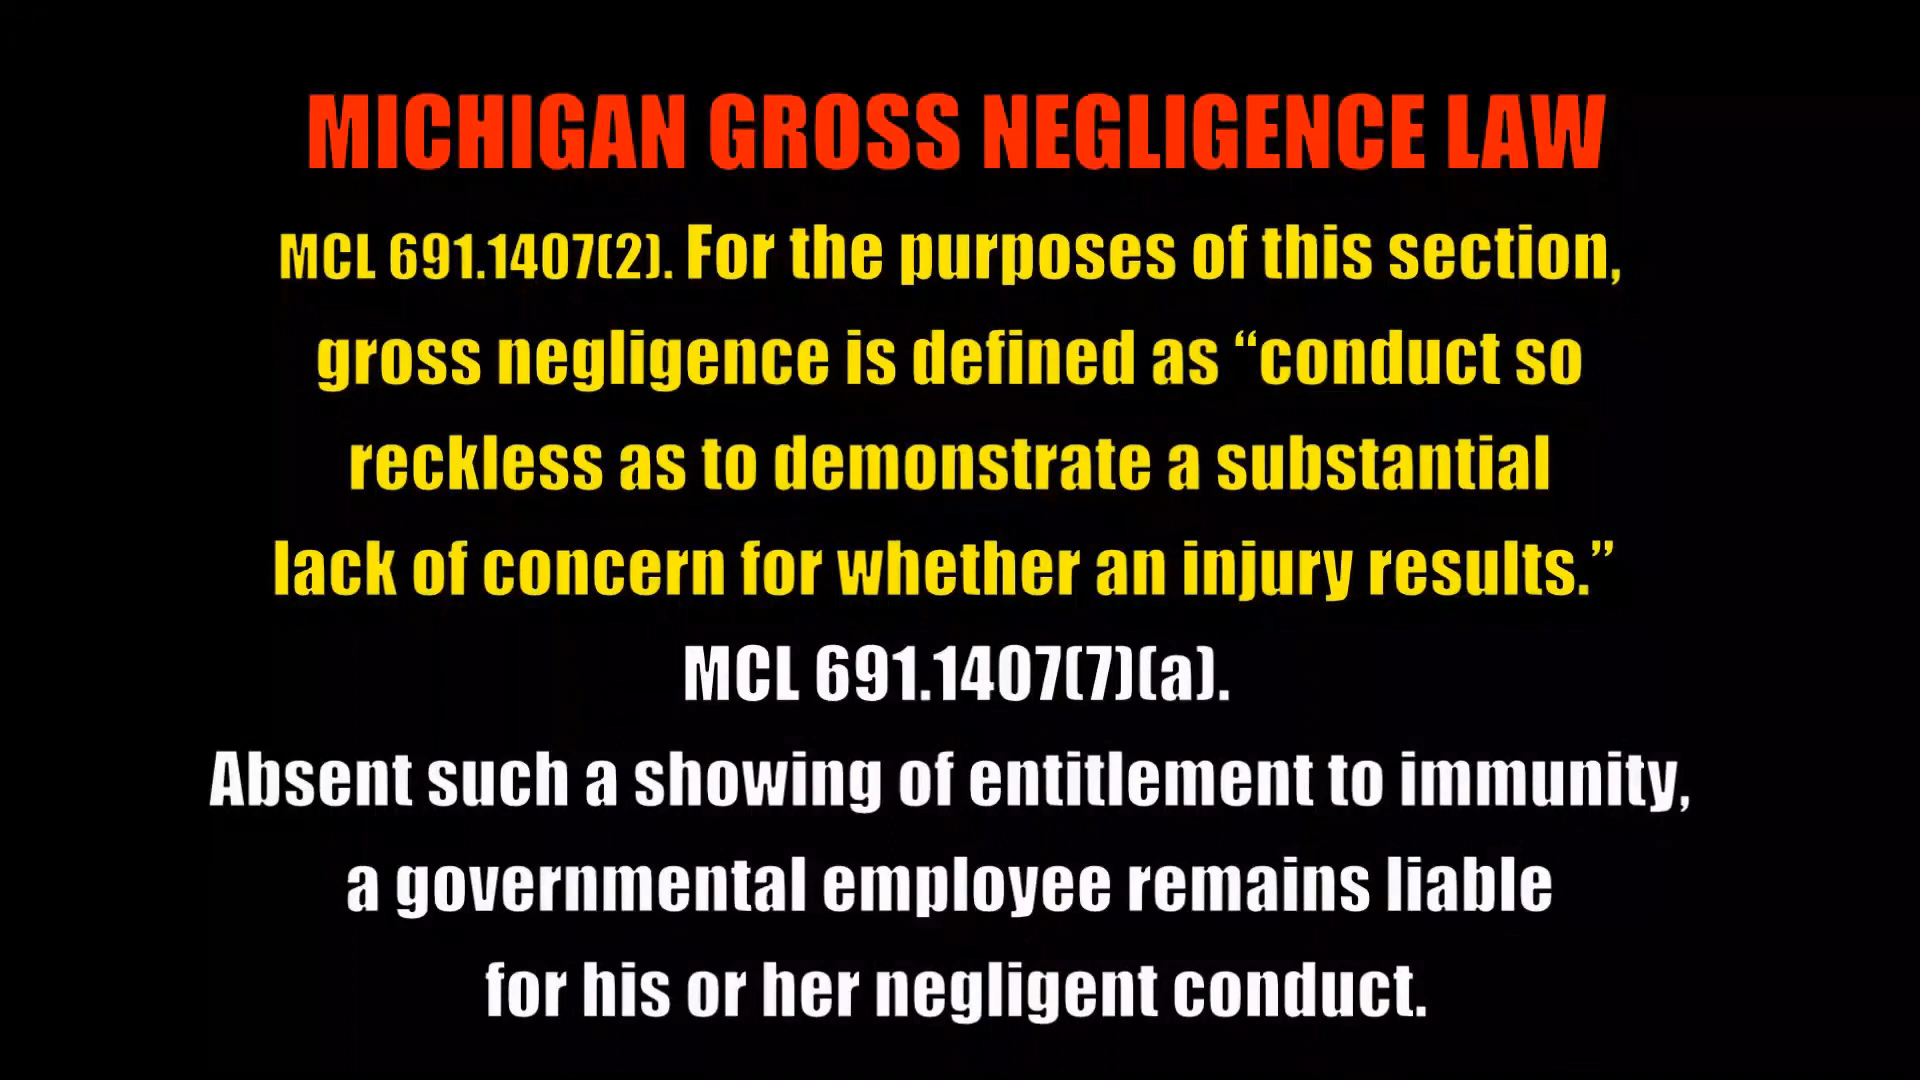 MICHIGAN GROSS NEGLIGENCE LAW
MCL 691.1407(2). For the purposes of this section,
gross negligence is defined as “conduct so
reckless as to demonstrate a substantial
lack of concern for whether an injury results.”
MCL 691.1407(7)(a).
Absent such a showing of entitlement to immunity,
a governmental employee remains liable
for his or her negligent conduct.